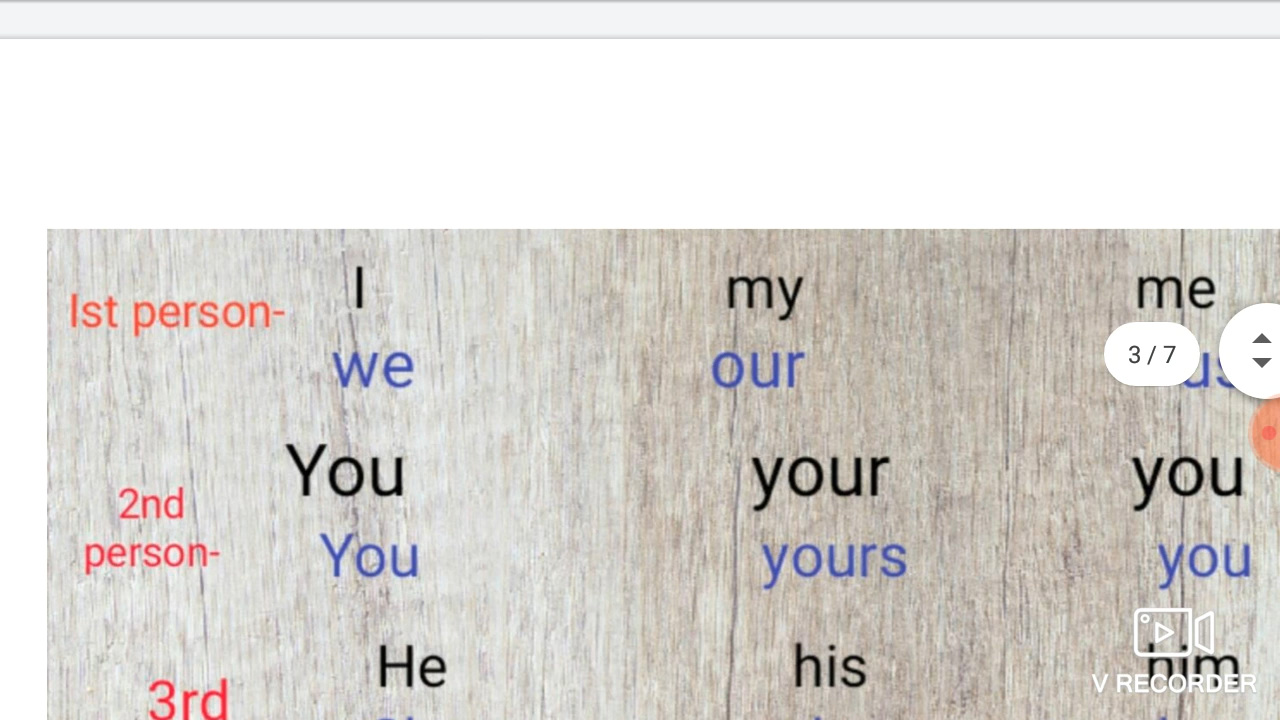 I my me
Ist person-
we our
3 / 7
You your you
2nd
person-
You yours you
He his him
3rd
V RECORDER